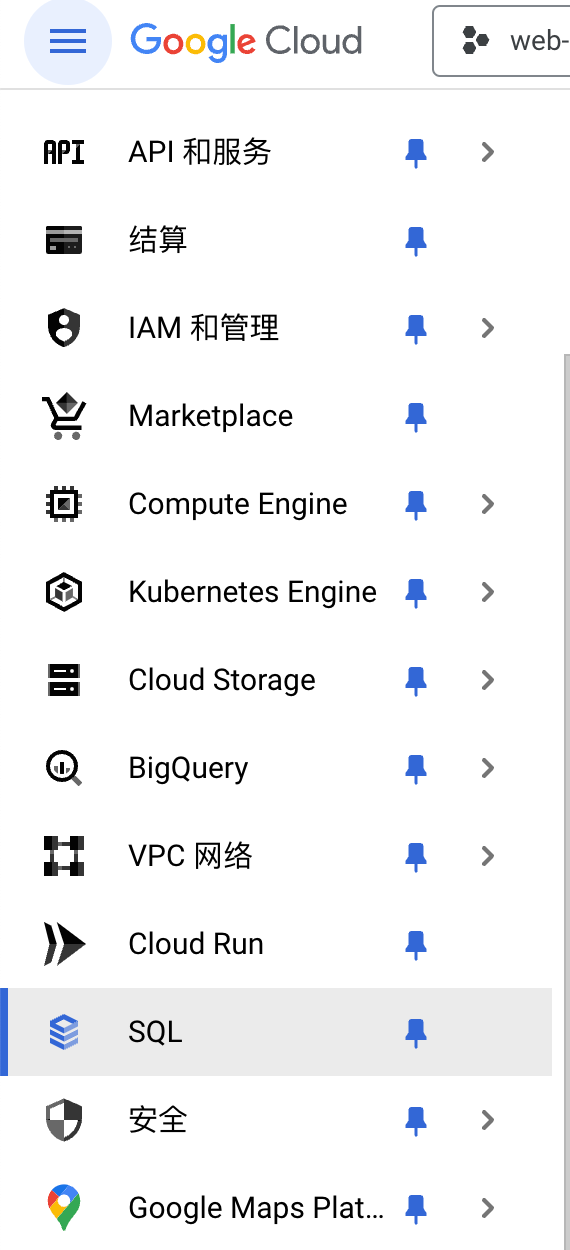 Google Cloud
web-
API
API 和服务
结算
IAM 和管理
Marketplace
Compute Engine
Kubernetes Engine
Cloud Storage
BigQuery
VPC 网络
Cloud Run
SQL
安全
Google Maps Plat...